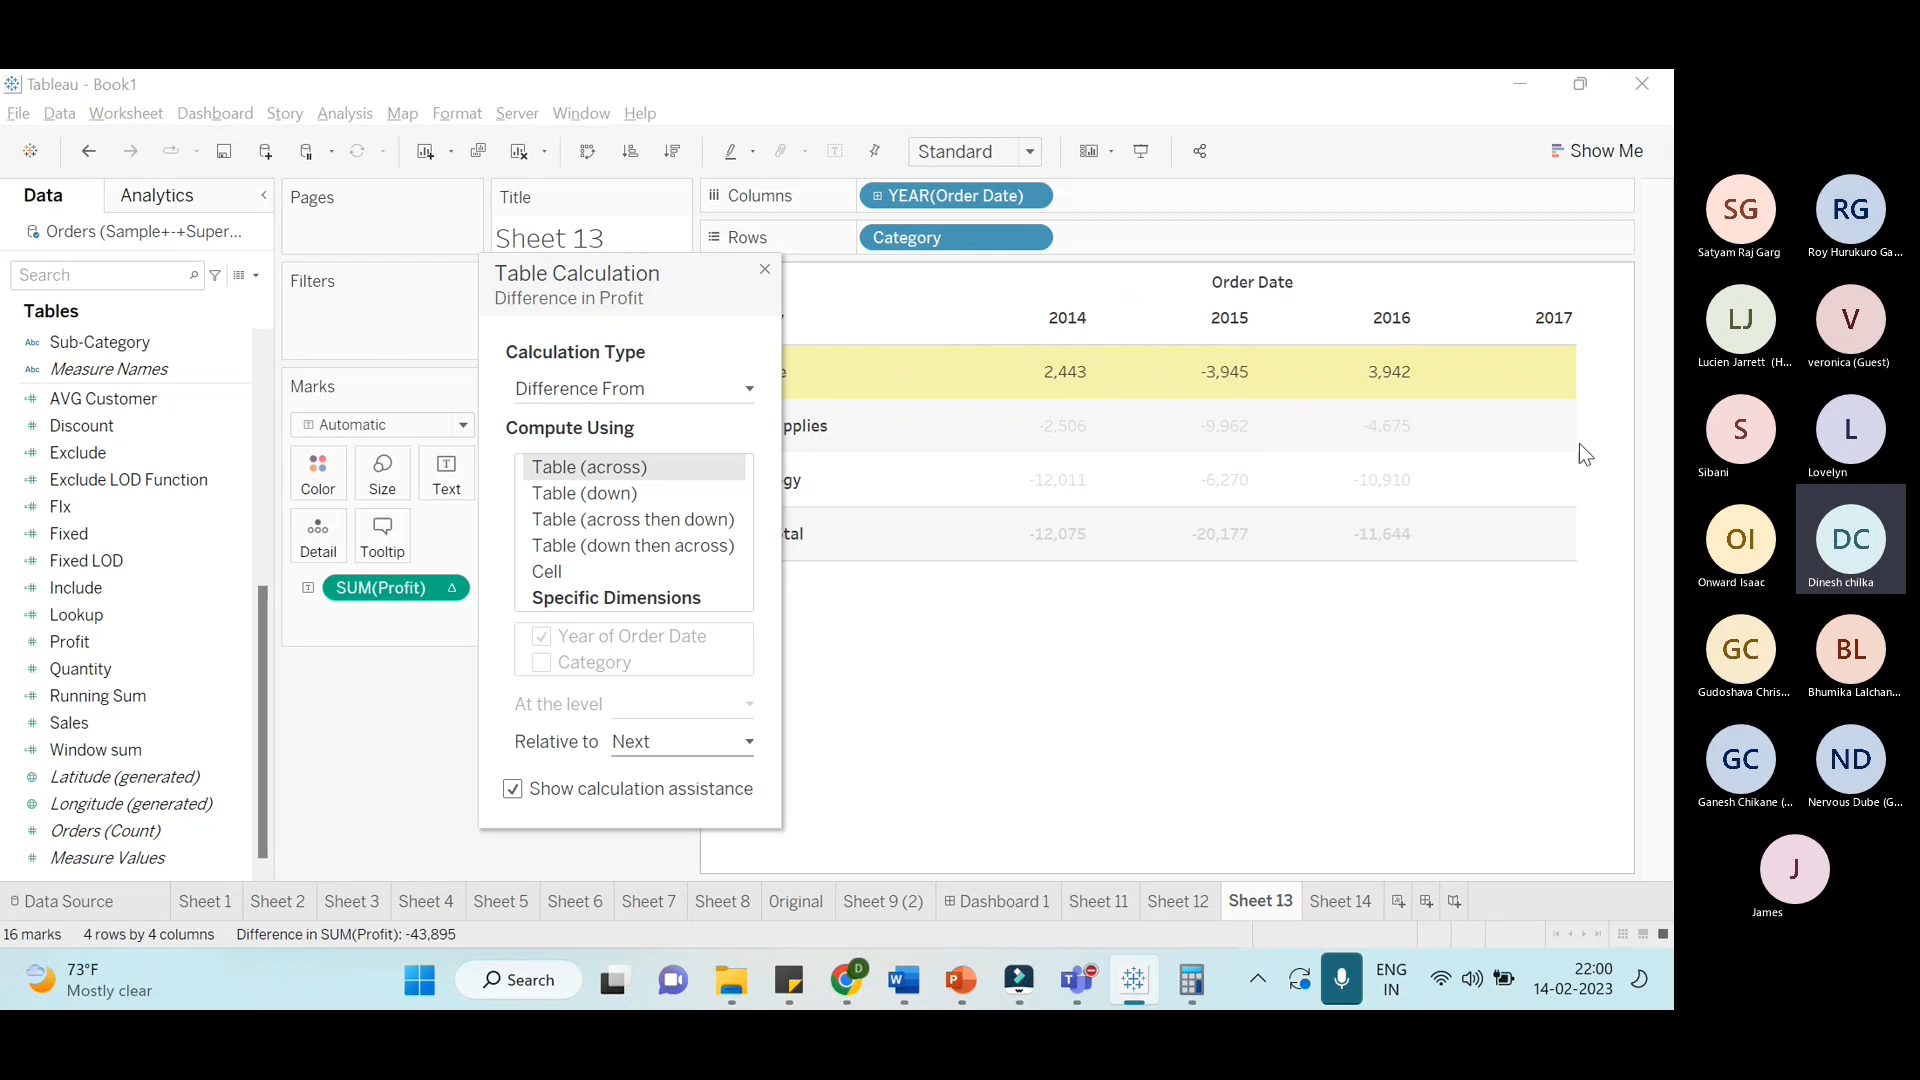 Tableau - Book1
File Data Worksheet Dashboard Story Analysis Map Format Server Window Help
Standard
Show Me
Data Analytics
Pages
Title
Columns YEAR(Order Date)
Orders (Sample+-+Super...
Sheet 13
Rows Category
Search
Filters
Tables
Sub-Category
Measure Names
AVG Customer
Discount
Exclude
Exclude LOD Function
FIx
Fixed
Fixed LOD
Include
Lookup
Profit
Quantity
Running Sum
Sales
Window sum
Latitude (generated)
Longitude (generated)
Orders (Count)
Measure Values
Marks
Automatic
Color Size Text
Detail Tooltip
SUM(Profit)
Table Calculation
Difference in Profit
Calculation Type
Difference From
Compute Using
Table (across)
Table (down)
Table (across then down)
Table (down then across)
Cell
Specific Dimensions
Year of Order Date
Category
At the level
Relative to Next
Show calculation assistance
Order Date
y 2014 2015 2016 2017
e 2,443 -3,945 3,942
pplies -2,506 -9,962 -4,675
gy -12,011 -6,270 -10,910
tal -12,075 -20,177 -11,644
Data Source Sheet 1 Sheet 2 Sheet 3 Sheet 4 Sheet 5 Sheet 6 Sheet 7 Sheet 8 Original Sheet 9 (2) Dashboard 1 Sheet 11 Sheet 12 Sheet 13 Sheet 14
16 marks 4 rows by 4 columns Difference in SUM(Profit): -43,895
73°F
Mostly clear
Search
D
ENG
IN
22:00
14-02-2023
SG RG
Satyam Raj Garg Roy Hurukuro Ga...
LJ V
Lucien Jarrett (H... veronica (Guest)
S L
Sibani Lovelyn
OI DC
Onward Isaac Dinesh chilka
GC BL
Gudoshava Chris... Bhumika Lalchan...
GC ND
Ganesh Chikane (... Nervous Dube (G...
J
James